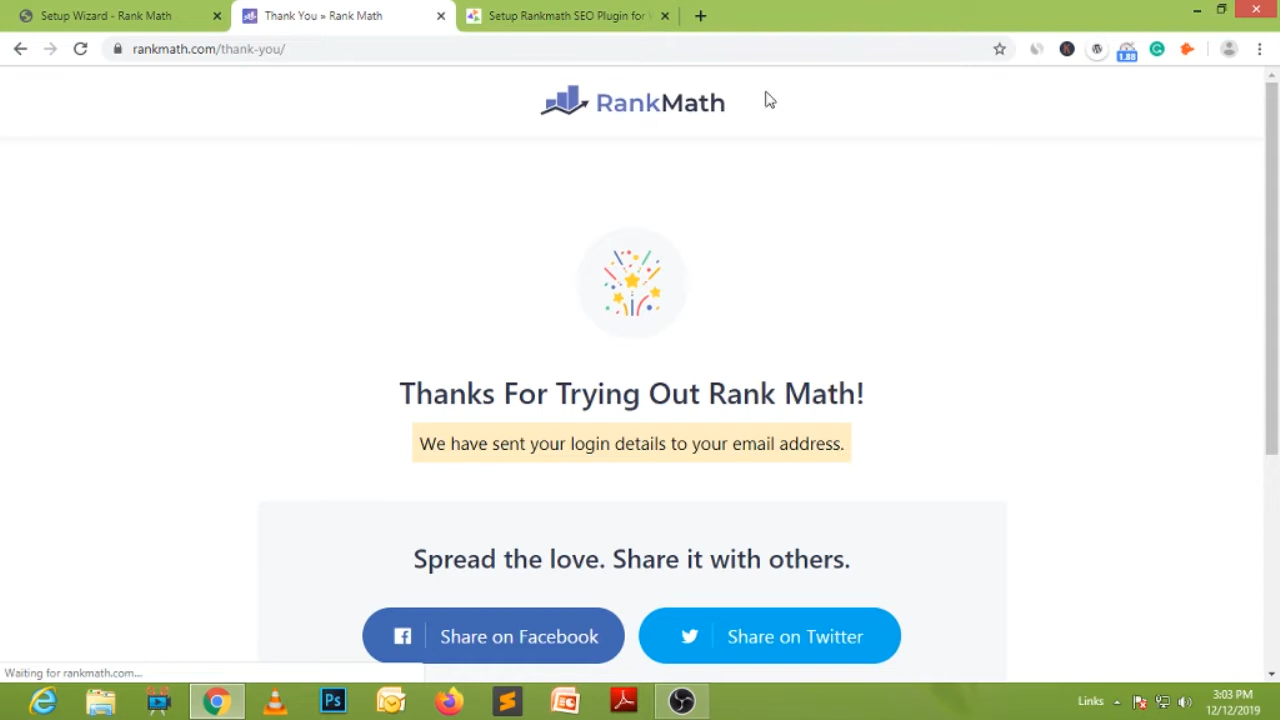 Setup Wizard - Rank Math
Thank You » Rank Math
Setup Rankmath SEO Plugin for
rankmath.com/thank-you/
1.88
RankMath
Thanks For Trying Out Rank Math!
We have sent your login details to your email address.
Spread the love. Share it with others.
Share on Facebook
Share on Twitter
Waiting for rankmath.com...
Ps
Links
3:03 PM
12/12/2019